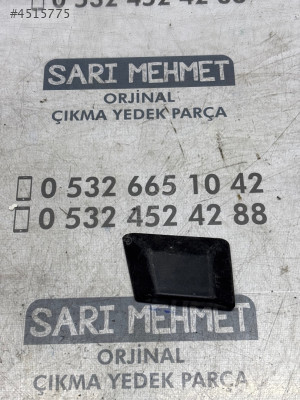 #4515775
0 532 452 42 88
SARI MEHMET
ORJİNAL
ÇIKMA YEDEK PARÇA
0 532 665 10 42
0 532 452 42 88
SARI MEHMET
ORJİNAL
ÇIKMA YEDEK PARÇA